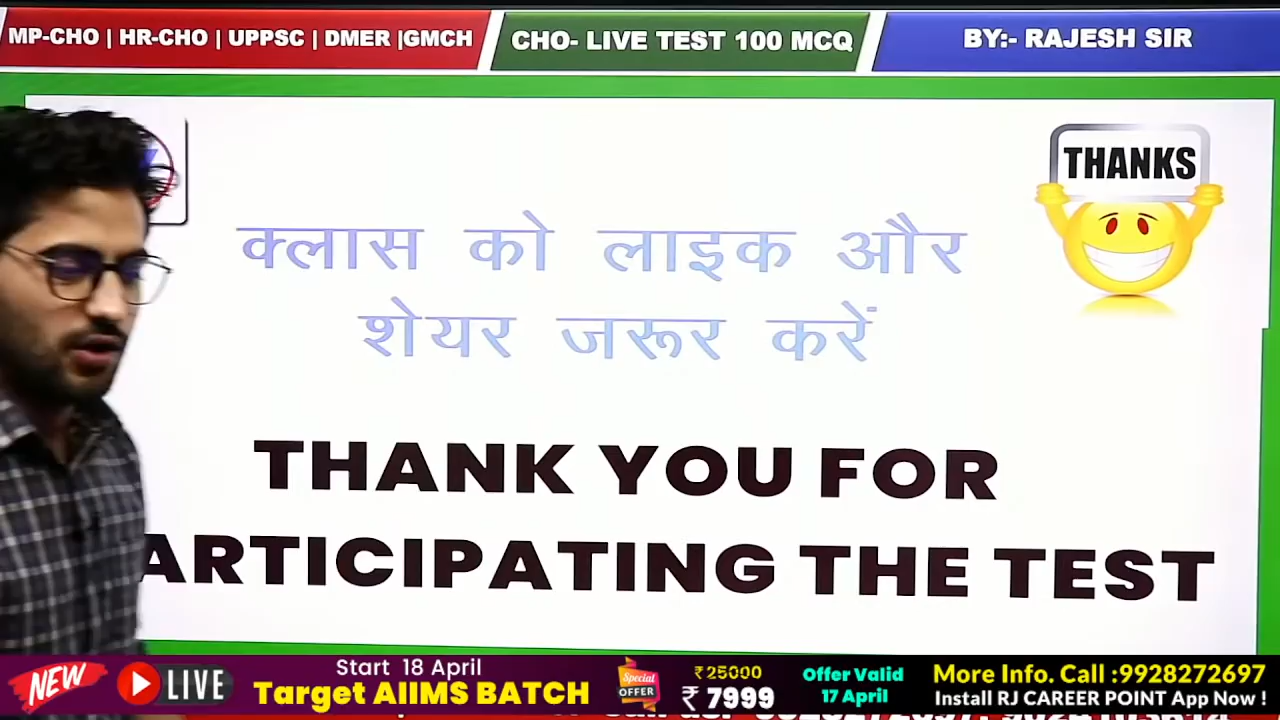 MP-CHO | HR-CHO | UPPSC | DMER |GMCH
CHO- LIVE TEST 100 MCQ
BY:- RAJESH SIR
THANKS
क्लास को लाइक और
शेयर जरूर करें
THANK YOU FOR
ARTICIPATING THE TEST
NEW
LIVE
Start 18 April
Target AIIMS BATCH
Special
OFFER
₹ 25000
₹ 7999
Offer Valid
17 April
More Info. Call :9928272697
Install RJ CAREER POINT App Now !